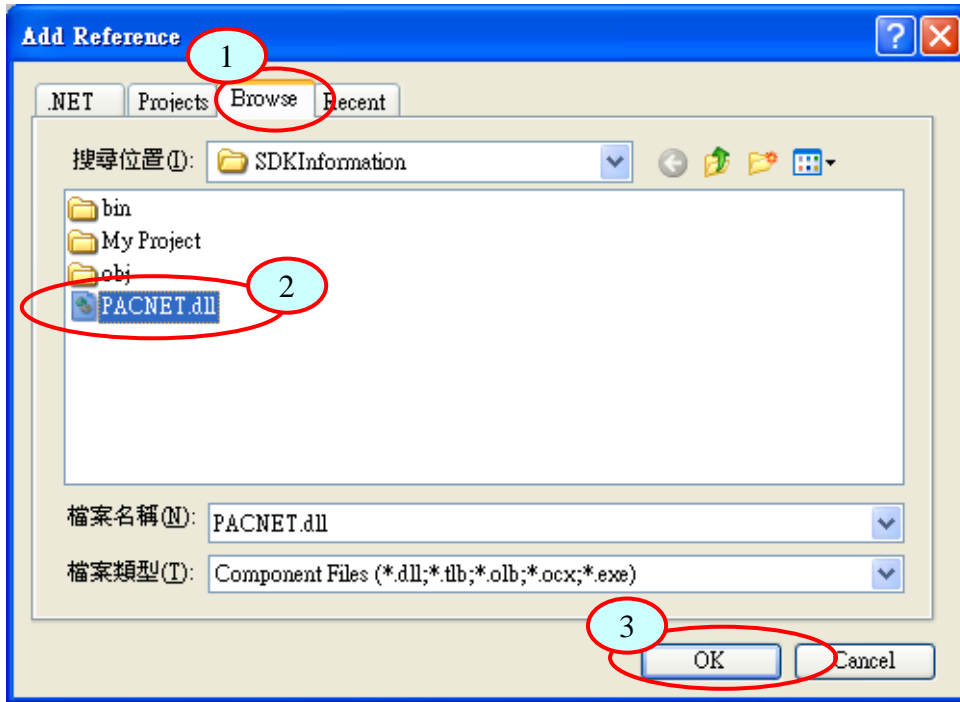 Add Reference
1
.NET Projects Browse Recent
搜尋位置(I): SDKInformation
bin
My Project
obj
2
PACNET.dll
檔案名稱(N): PACNET.dll
檔案類型(T): Component Files (*.dll;*.tlb;*.olb;*.ocx;*.exe)
3
OK Cancel